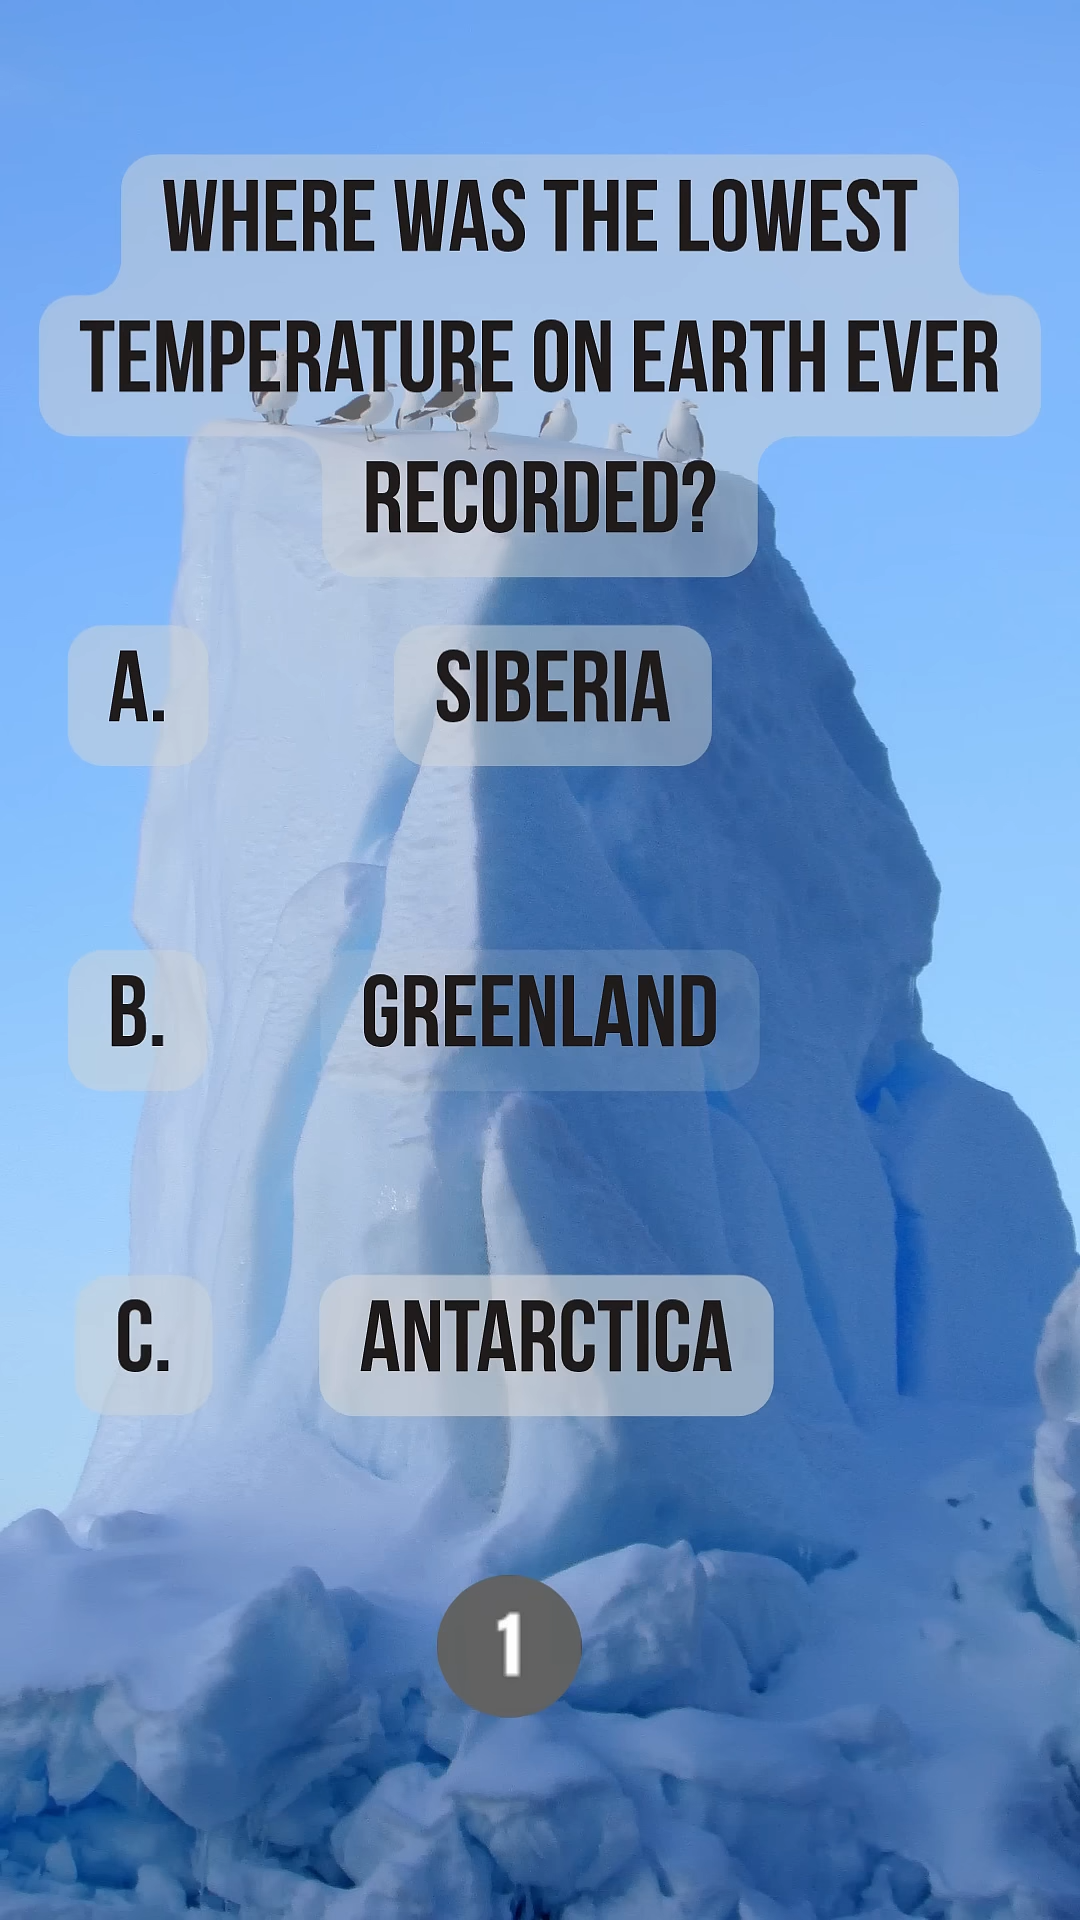 WHERE WAS THE LOWEST
TEMPERATURE ON EARTH EVER
RECORDED?
A. SIBERIA
B. GREENLAND
C. ANTARCTICA
1